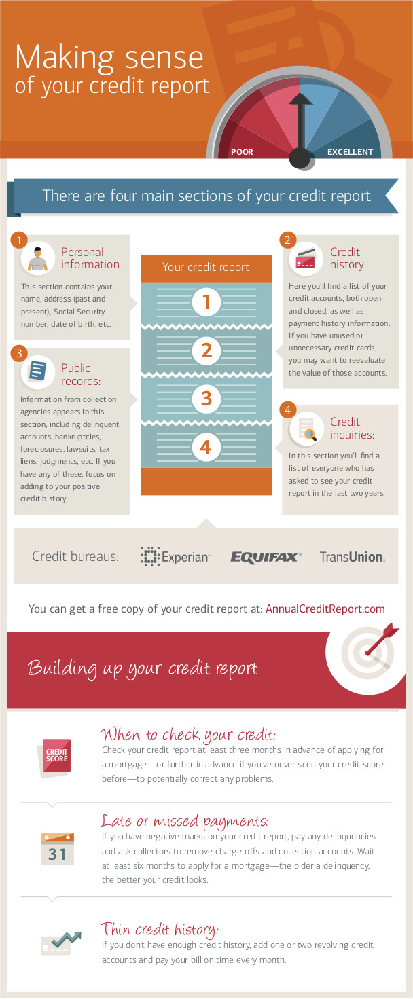 Making sense
of your credit report
POOR
EXCELLENT
There are four main sections of your credit report
1
Personal
information:
This section contains your
name, address (past and
present), Social Security
number, date of birth, etc.
2
Credit
history:
Here you'll find a list of your
credit accounts, both open
and closed, as well as
payment history information.
If you have unused or
unnecessary credit cards,
you may want to reevaluate
the value of those accounts.
3
Public
records:
Information from collection
agencies appears in this
section, including delinquent
accounts, bankruptcies,
foreclosures, lawsuits, tax
liens, judgments, etc. If you
have any of these, focus on
adding to your positive
credit history.
4
Credit
inquiries:
In this section you'll find a
list of everyone who has
asked to see your credit
report in the last two years.
Your credit report
1
2
3
4
Credit bureaus:
Experian™
EQUIFAX®
TransUnion®
You can get a free copy of your credit report at: AnnualCreditReport.com
Building up your credit report
CREDIT
SCORE
When to check your credit:
Check your credit report at least three months in advance of applying for
a mortgage—or further in advance if you've never seen your credit score
before—to potentially correct any problems.
31
Late or missed payments:
If you have negative marks on your credit report, pay any delinquencies
and ask collectors to remove charge-offs and collection accounts. Wait
at least six months to apply for a mortgage—the older a delinquency,
the better your credit looks.
Thin credit history:
If you don't have enough credit history, add one or two revolving credit
accounts and pay your bill on time every month.